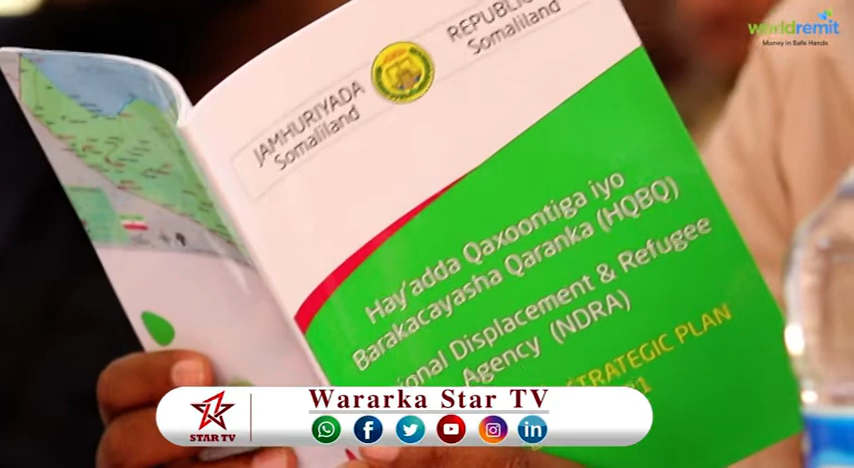 worldremit
Money in Safe Hands
JAMHURIYADA
Somaliland
REPUBLIC
Somaliland
Hay'adda Qaxoontiga iyo
Barakacayasha Qaranka (HQBQ)
Displacement & Refugee
Agency (NDRA)
STRATEGIC PLAN
Wararka Star TV
STAR TV